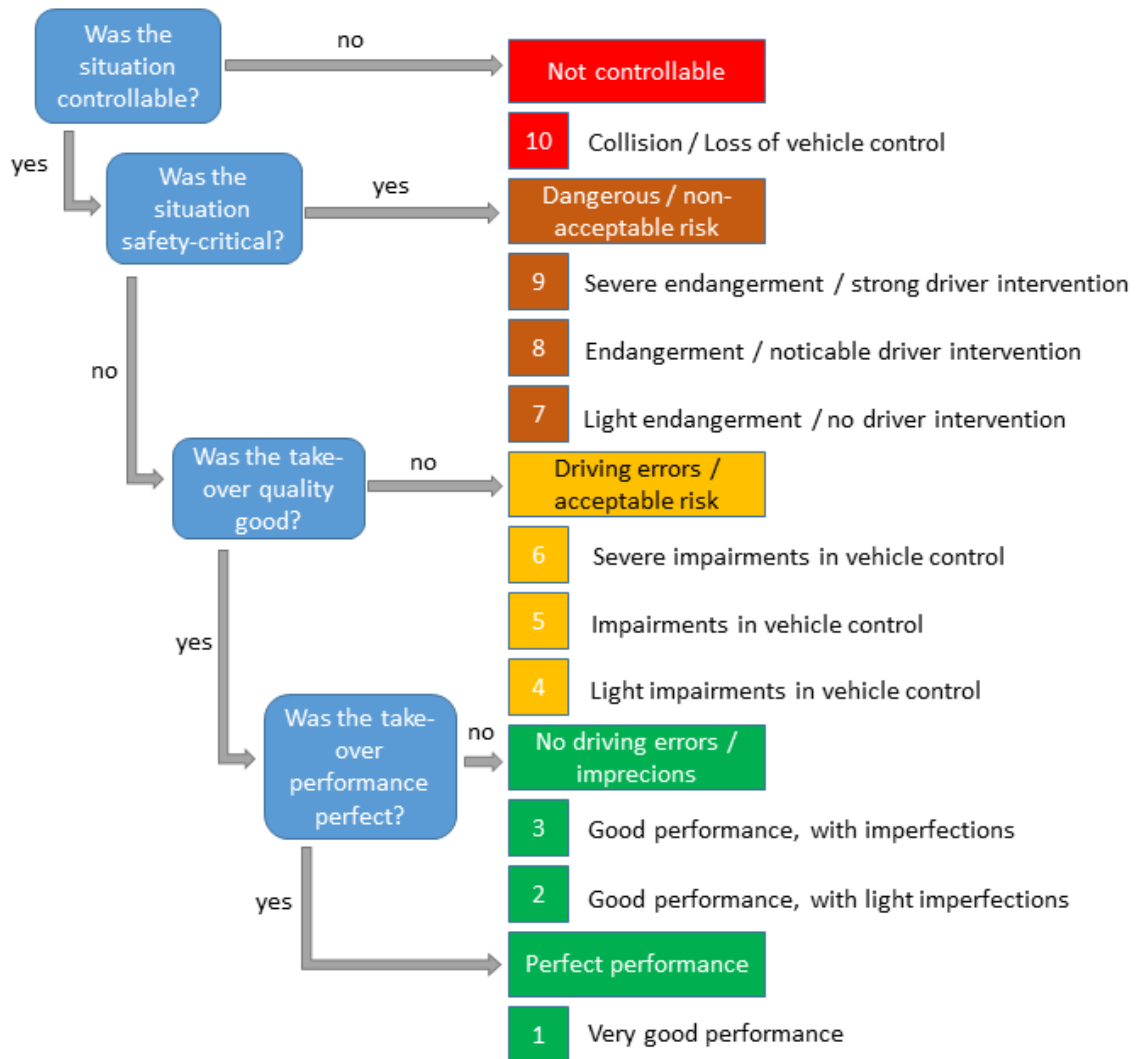 Was the
situation
controllable?
no
Not controllable
10 Collision / Loss of vehicle control
yes
Was the
situation
safety-critical?
yes
Dangerous / non-
acceptable risk
9 Severe endangerment / strong driver intervention
8 Endangerment / noticable driver intervention
7 Light endangerment / no driver intervention
no
Was the take-
over quality
good?
no
Driving errors /
acceptable risk
6 Severe impairments in vehicle control
5 Impairments in vehicle control
4 Light impairments in vehicle control
yes
Was the take-
over
performance
perfect?
no
No driving errors /
imprecions
3 Good performance, with imperfections
2 Good performance, with light imperfections
yes
Perfect performance
1 Very good performance